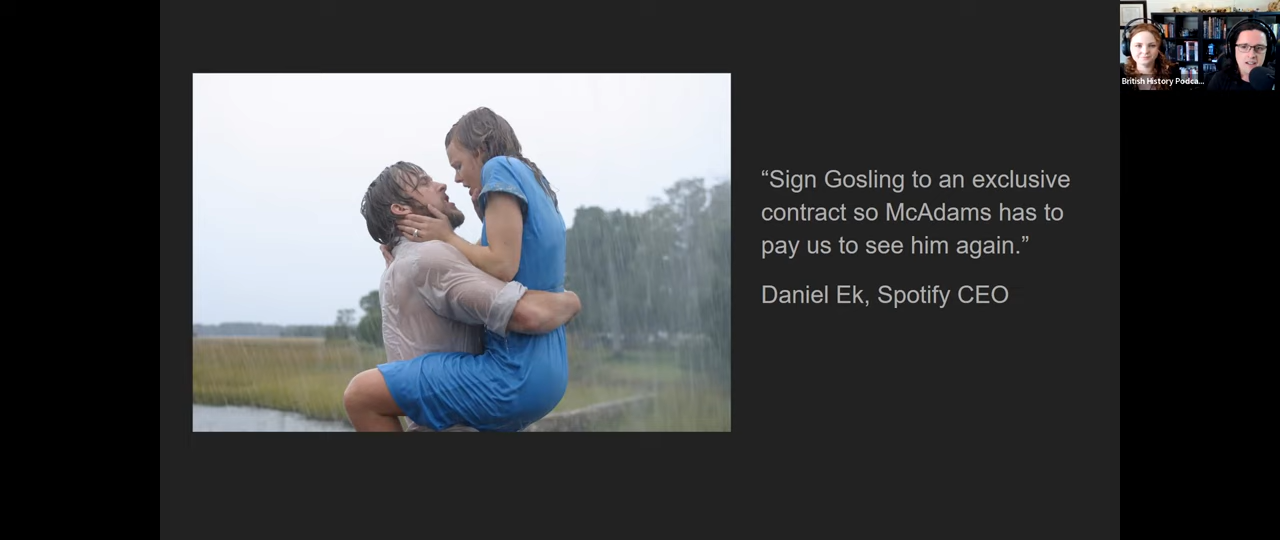 British History Podca...
“Sign Gosling to an exclusive
contract so McAdams has to
pay us to see him again.”
Daniel Ek, Spotify CEO